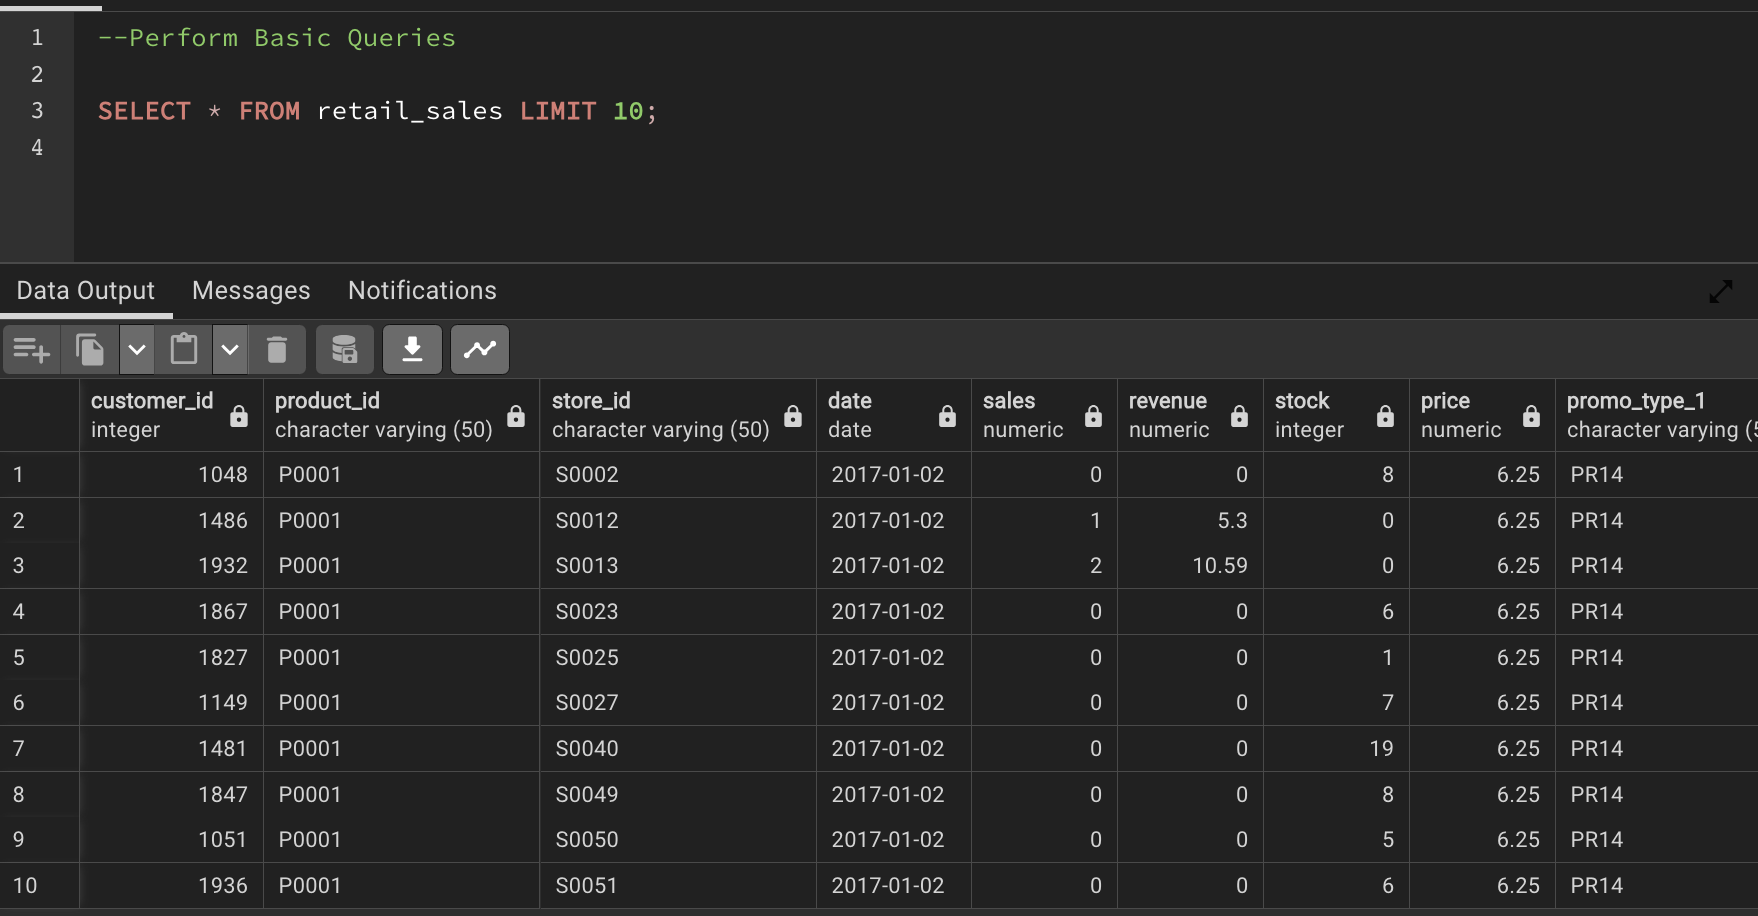 1 --Perform Basic Queries
2
3 SELECT * FROM retail_sales LIMIT 10;
4
Data Output Messages Notifications
customer_id product_id store_id date sales revenue stock price promo_type_1
integer character varying (50) character varying (50) date numeric numeric integer numeric character varying (5
1 1048 P0001 S0002 2017-01-02 0 0 8 6.25 PR14
2 1486 P0001 S0012 2017-01-02 1 5.3 0 6.25 PR14
3 1932 P0001 S0013 2017-01-02 2 10.59 0 6.25 PR14
4 1867 P0001 S0023 2017-01-02 0 0 6 6.25 PR14
5 1827 P0001 S0025 2017-01-02 0 0 1 6.25 PR14
6 1149 P0001 S0027 2017-01-02 0 0 7 6.25 PR14
7 1481 P0001 S0040 2017-01-02 0 0 19 6.25 PR14
8 1847 P0001 S0049 2017-01-02 0 0 8 6.25 PR14
9 1051 P0001 S0050 2017-01-02 0 0 5 6.25 PR14
10 1936 P0001 S0051 2017-01-02 0 0 6 6.25 PR14